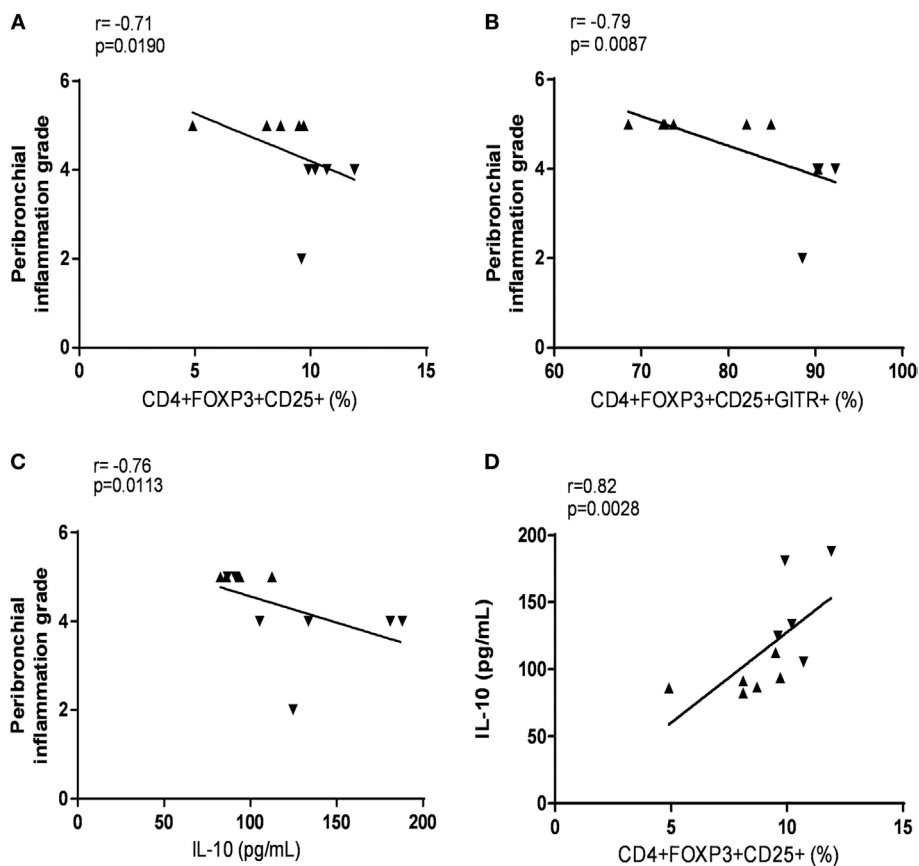 A
r= -0.71
p=0.0190
Peribronchial
inflammation grade
6
4
2
0
0 5 10 15
CD4+FOXP3+CD25+ (%)
B
r= -0.79
p= 0.0087
Peribronchial
inflammation grade
6
4
2
0
60 70 80 90 100
CD4+FOXP3+CD25+GITR+ (%)
C
r= -0.76
p=0.0113
Peribronchial
inflammation grade
6
4
2
0
0 50 100 150 200
IL-10 (pg/mL)
D
r=0.82
p=0.0028
IL-10 (pg/mL)
200
150
100
50
0
0 5 10 15
CD4+FOXP3+CD25+ (%)